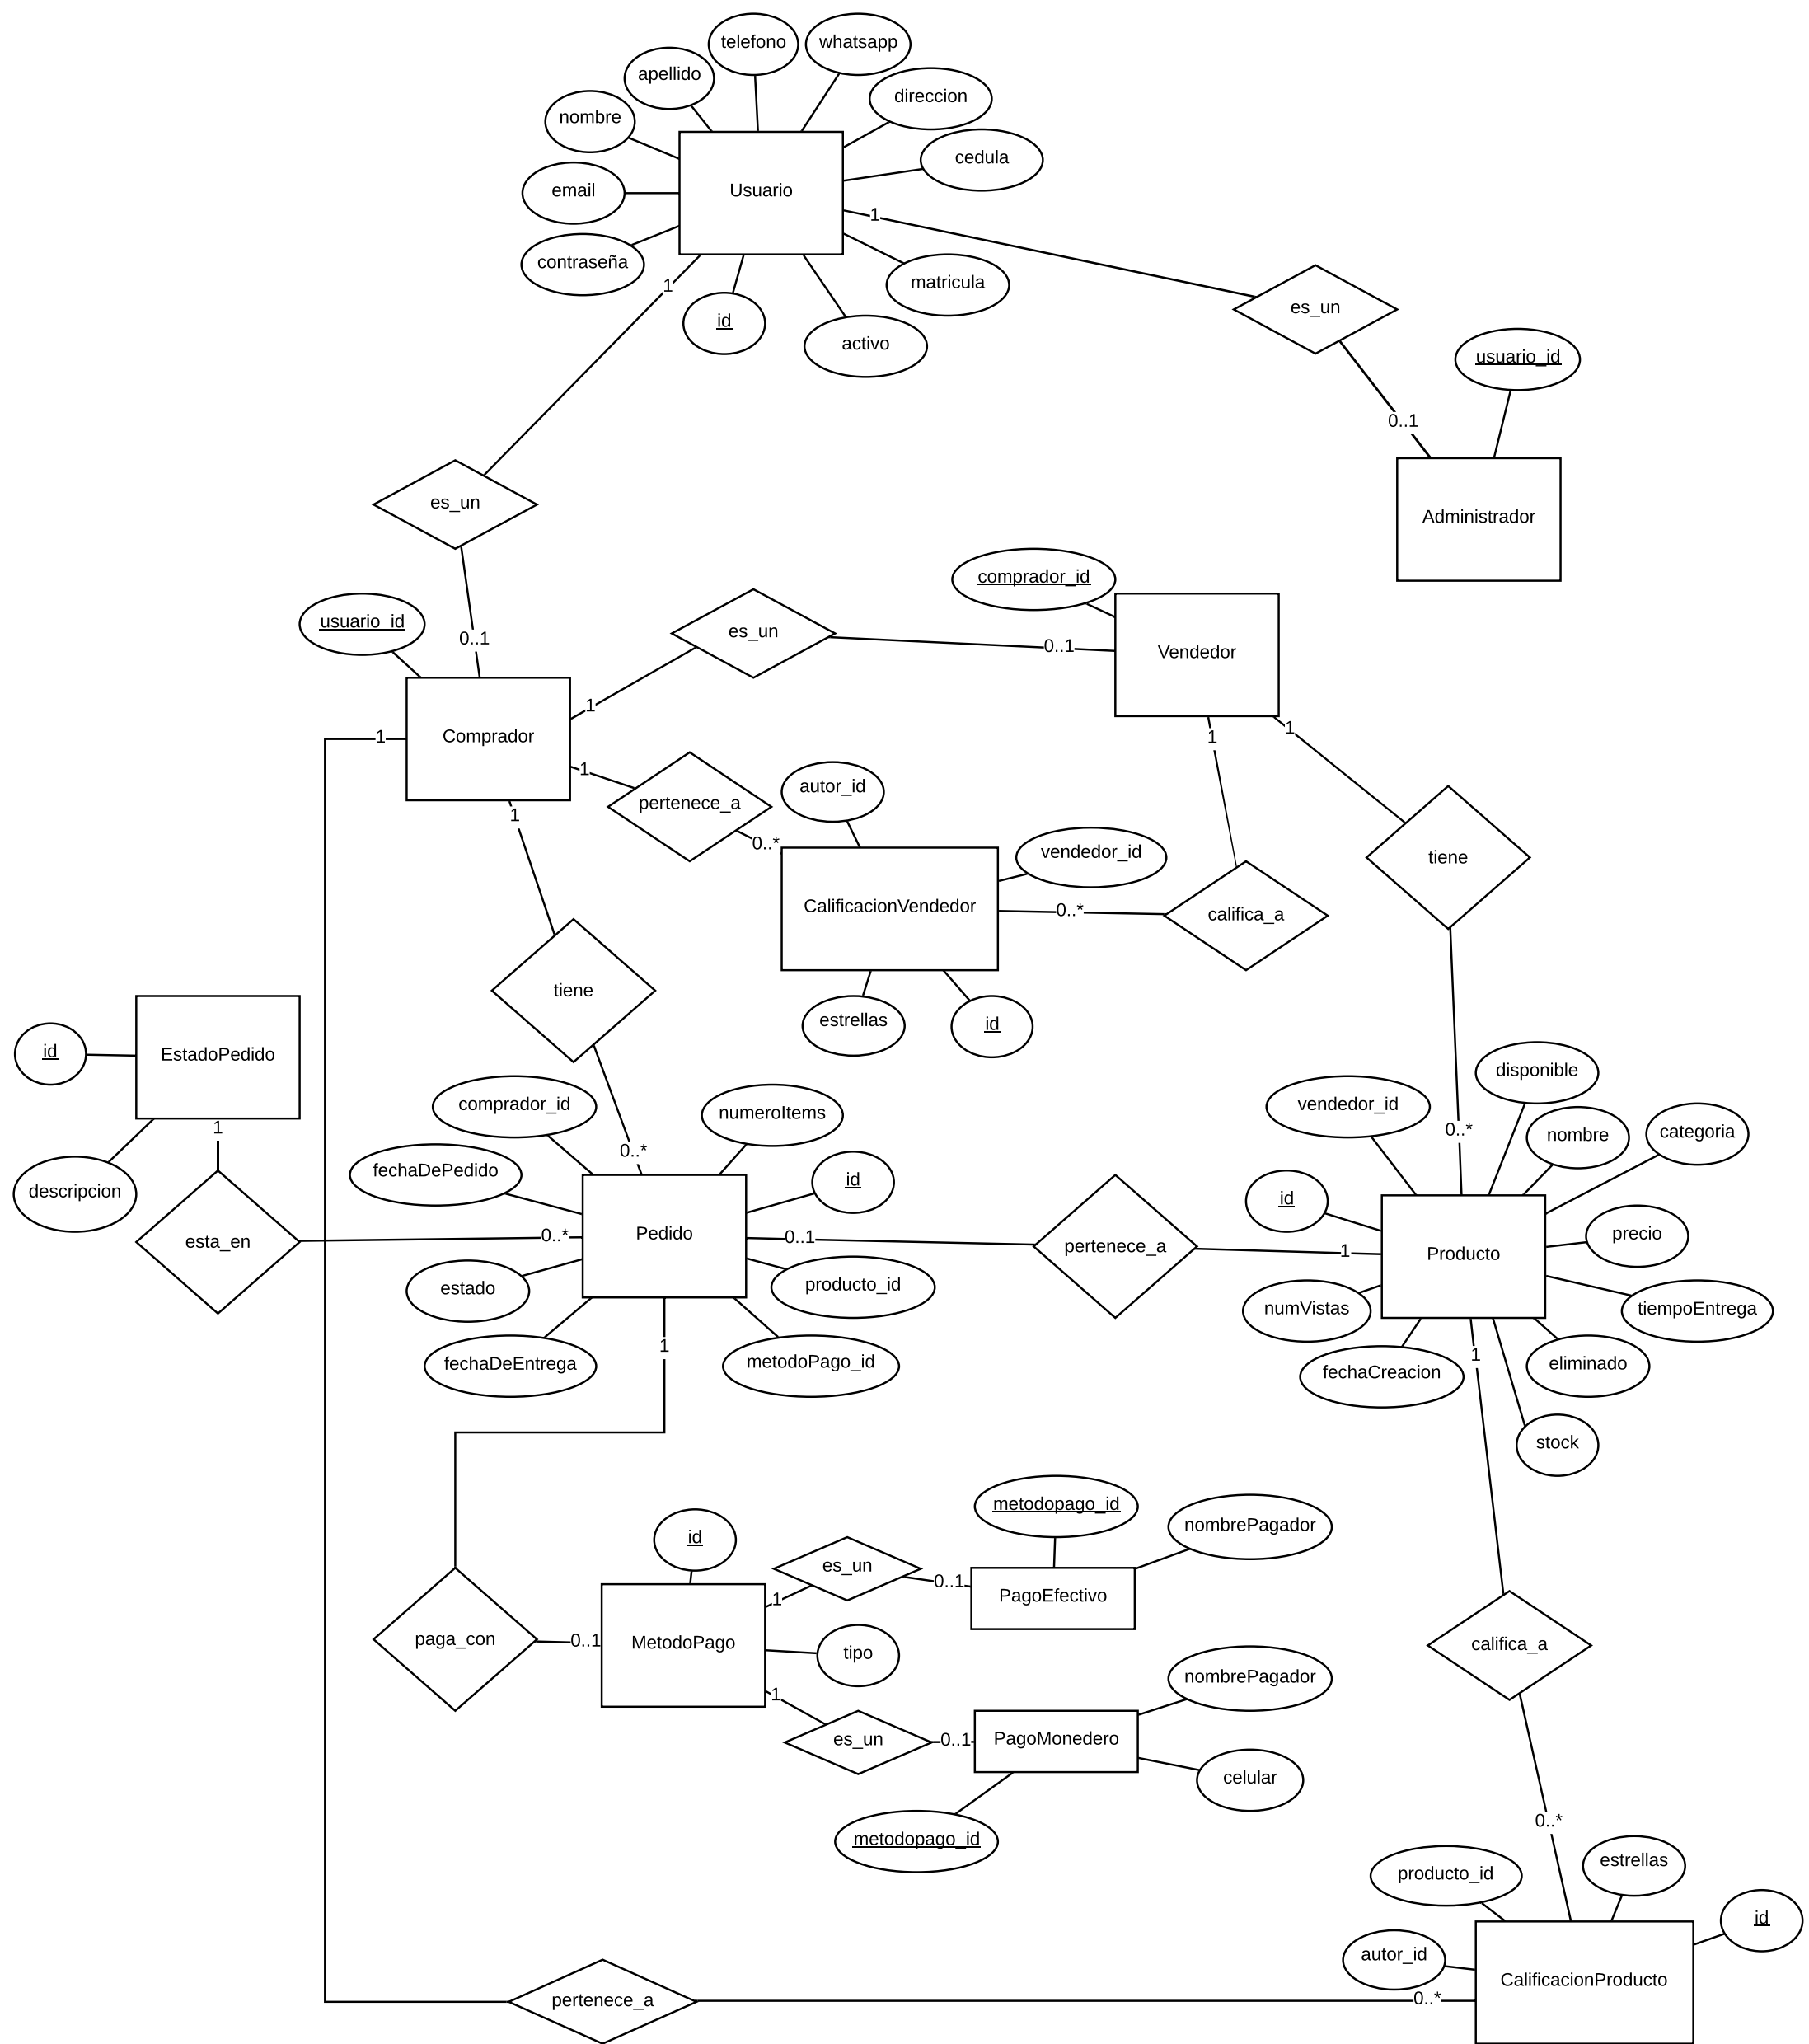 telefono
whatsapp
apellido
direccion
nombre
cedula
email
Usuario
1
contraseña
matricula
1
id
activo
es_un
usuario_id
0..1
es_un
Administrador
comprador_id
usuario_id
es_un
0..1
0..1
Vendedor
1
Comprador
1
1
1
1
pertenece_a
autor_id
1
0..*
vendedor_id
tiene
CalificacionVendedor
0..*
califica_a
tiene
estrellas
id
id
EstadoPedido
disponible
comprador_id
numeroItems
vendedor_id
1
0..*
0..*
nombre
categoria
fechaDePedido
id
id
descripcion
esta_en
0..*
Pedido
0..1
pertenece_a
1
Producto
precio
estado
producto_id
numVistas
tiempoEntrega
1
1
fechaDeEntrega
metodoPago_id
fechaCreacion
eliminado
stock
metodopago_id
nombrePagador
id
es_un
0..1
PagoEfectivo
1
paga_con
0..1
MetodoPago
tipo
califica_a
nombrePagador
1
es_un
0..1
PagoMonedero
celular
metodopago_id
0..*
producto_id
estrellas
id
autor_id
CalificacionProducto
pertenece_a
0..*